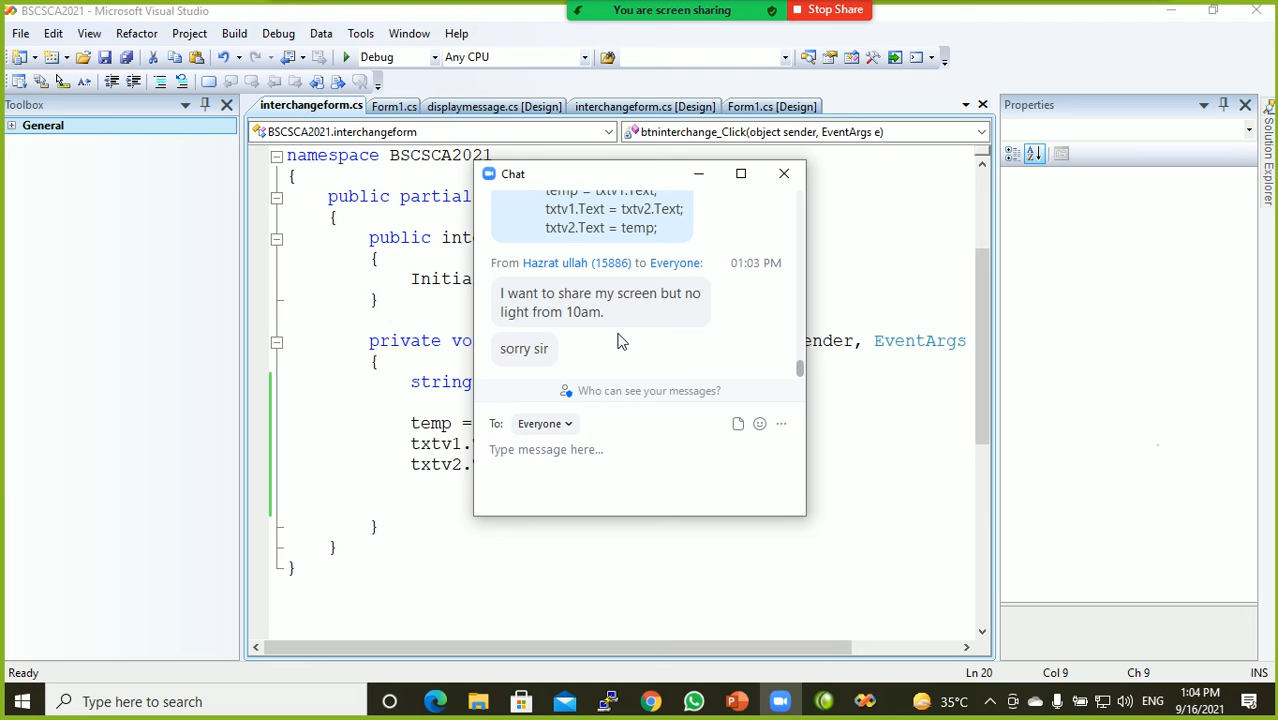 BSCSCA2021 - Microsoft Visual Studio
You are screen sharing
Stop Share
File Edit View Refactor Project Build Debug Data Tools Window Help
Debug
Any CPU
Toolbox
General
interchangeform.cs
Form1.cs
displaymessage.cs [Design]
interchangeform.cs [Design]
Form1.cs [Design]
Properties
Solution Explorer
BSCSCA2021.interchangeform
btninterchange_Click(object sender, EventArgs e)
namespace BSCSCA2021
{
public partial
{
public int
{
Initia
}
private vo
ender, EventArgs
{
string
temp =
txtv1.
txtv2.
}
}
}
Chat
temp = txtv1.Text;
txtv1.Text = txtv2.Text;
txtv2.Text = temp;
From Hazrat ullah (15886) to Everyone: 01:03 PM
I want to share my screen but no
light from 10am.
sorry sir
Who can see your messages?
To: Everyone
Type message here...
Ready
Ln 20
Col 9
Ch 9
INS
Type here to search
35°C
ENG
1:04 PM
9/16/2021